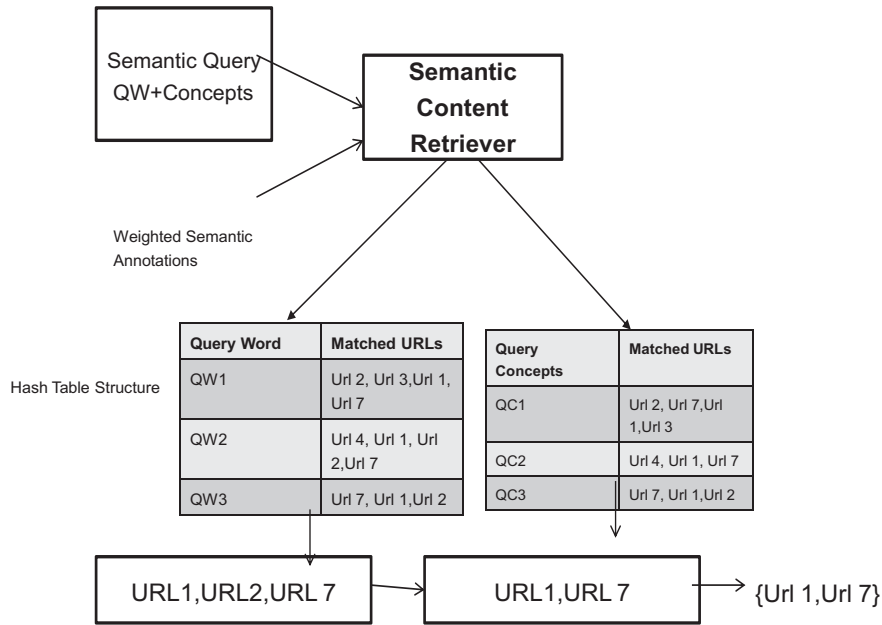 Semantic Query
QW+Concepts
Semantic
Content
Retriever
Weighted Semantic
Annotations
Hash Table Structure
Query Word
Matched URLs
QW1
Url 2, Url 3,Url 1,
Url 7
QW2
Url 4, Url 1, Url
2,Url 7
QW3
Url 7, Url 1,Url 2
Query
Concepts
Matched URLs
QC1
Url 2, Url 7,Url
1,Url 3
QC2
Url 4, Url 1, Url 7
QC3
Url 7, Url 1,Url 2
URL1,URL2,URL 7
URL1,URL 7
{Url 1,Url 7}